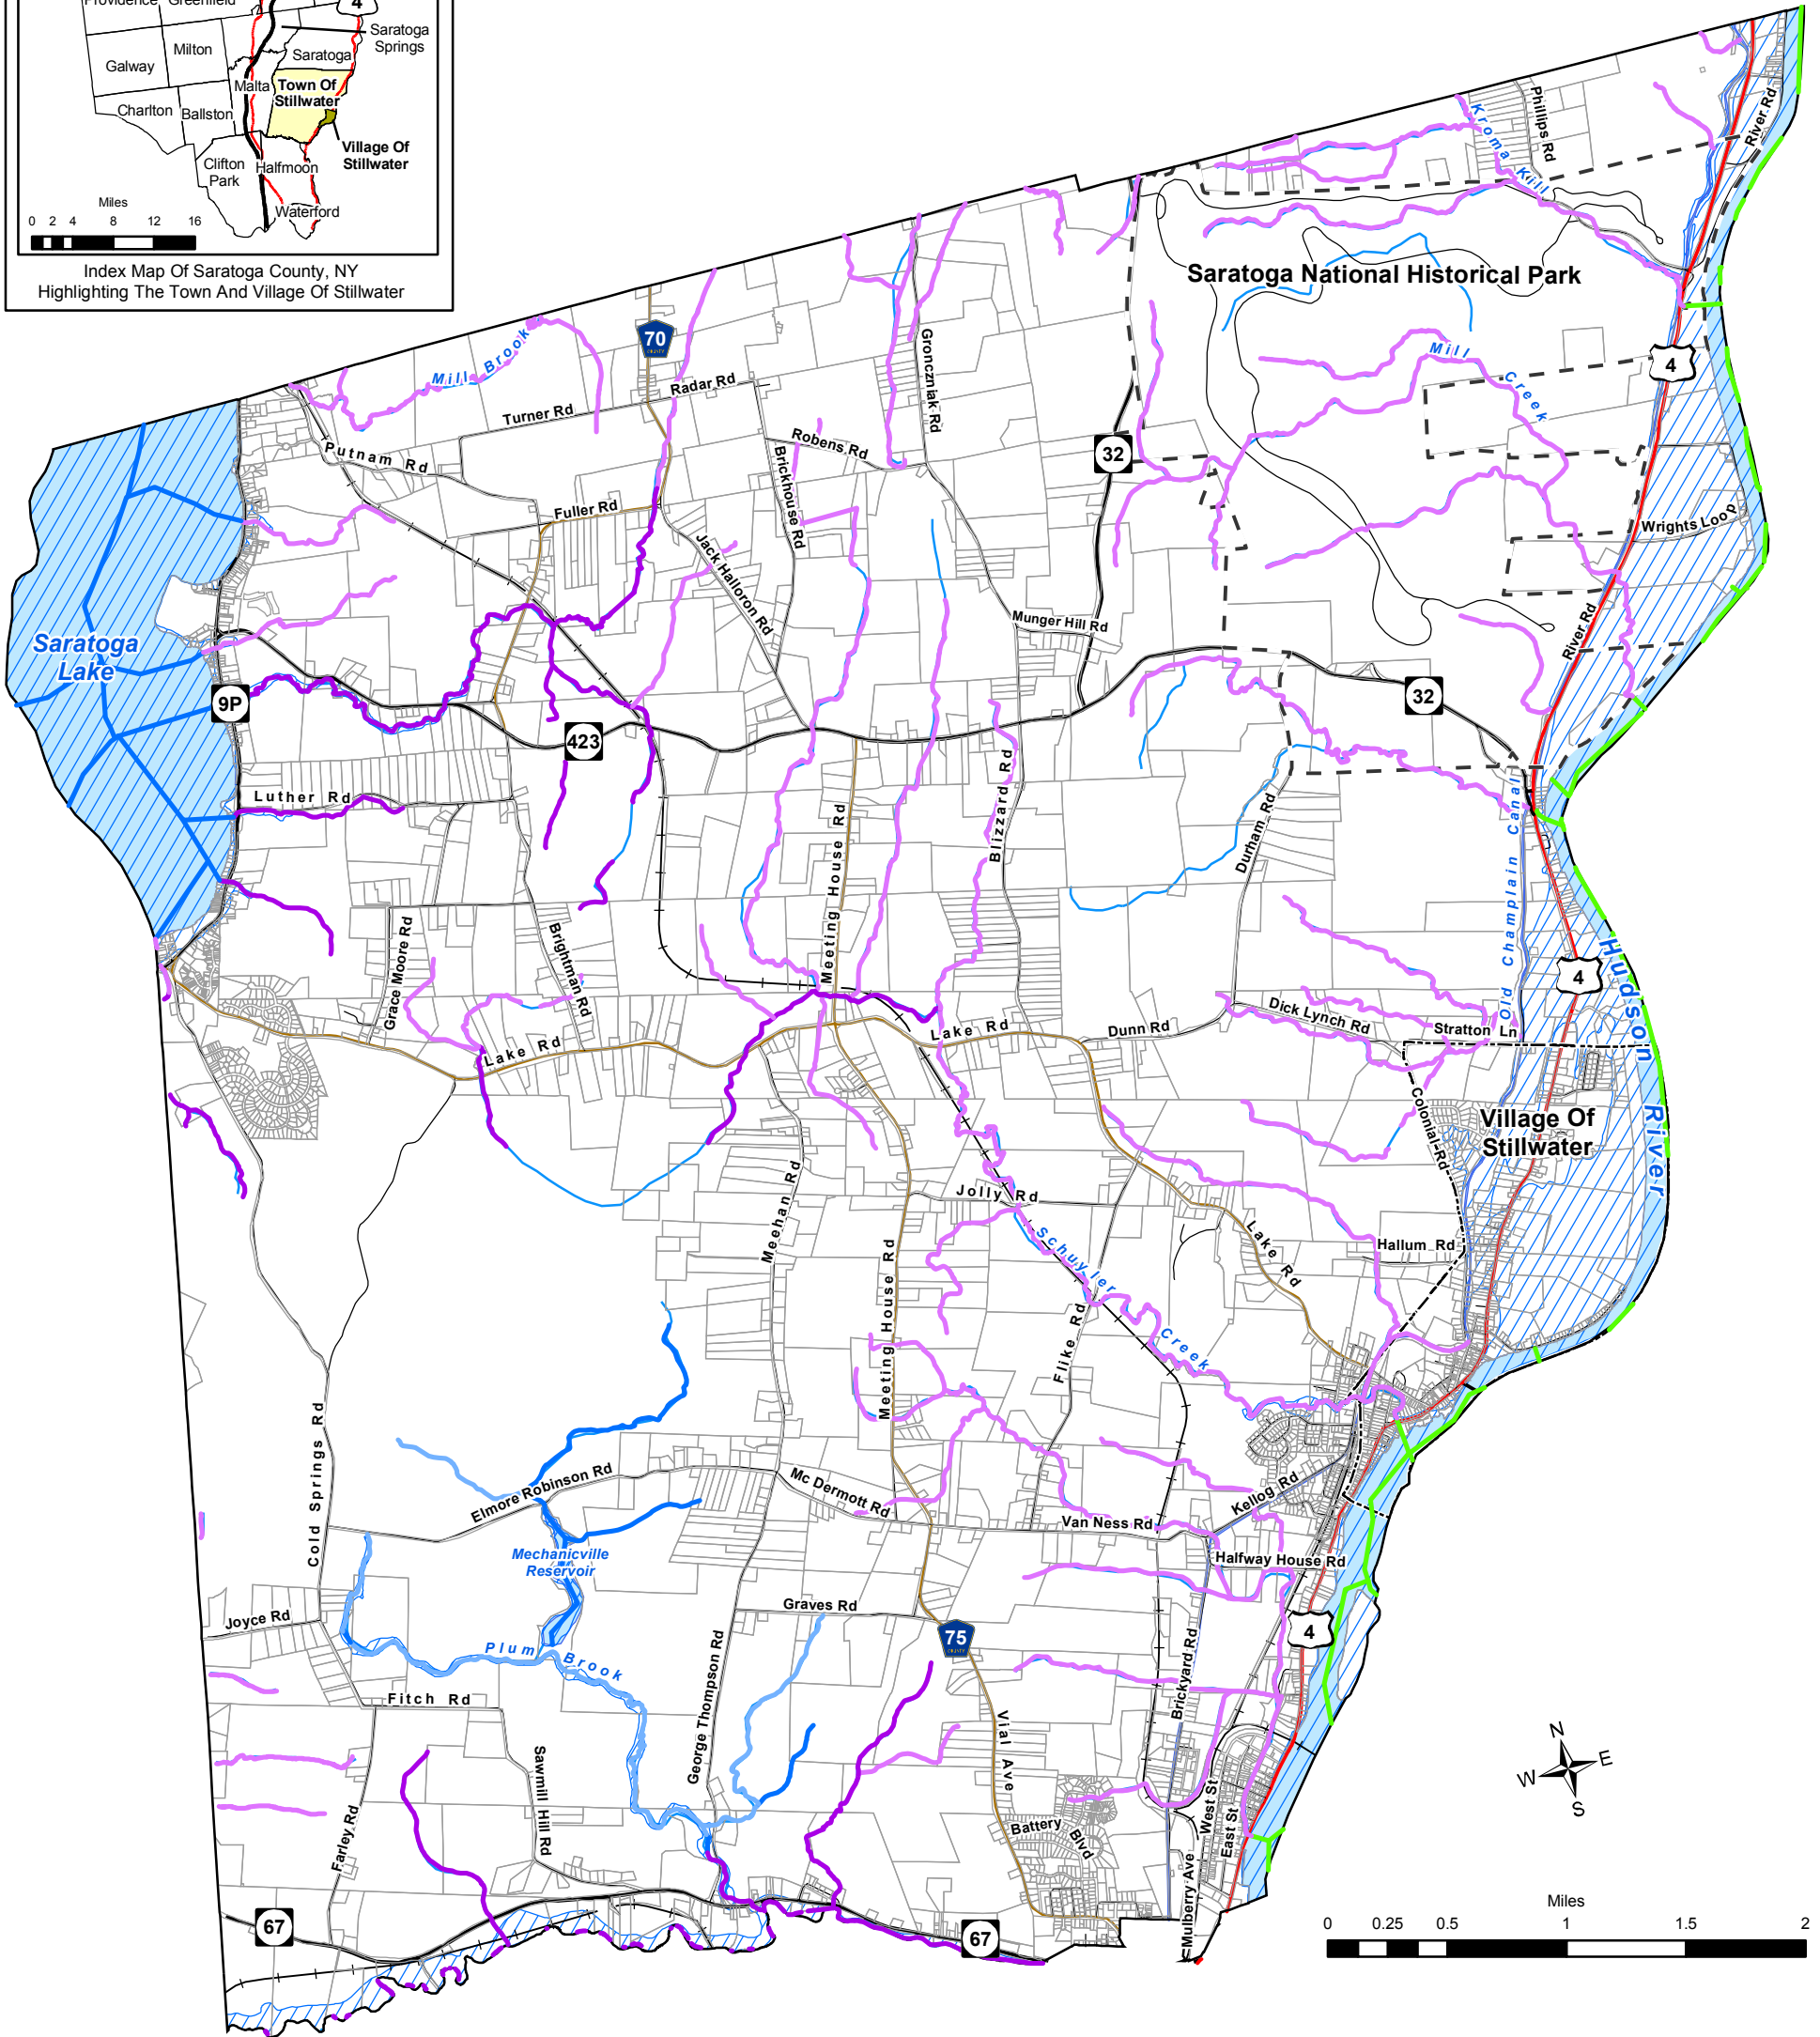 Providence Greenfield
4
Saratoga
Springs
Milton
Saratoga
Galway
Malta
Town Of
Stillwater
Charlton
Ballston
Village Of
Stillwater
Clifton
Park
Halfmoon
Waterford
Miles
0 2 4 8 12 16
Index Map Of Saratoga County, NY
Highlighting The Town And Village Of Stillwater
Phillips Rd
River Rd
Kroma Kill
Saratoga National Historical Park
70
COUNTY
Mill Brook
Gronczniak Rd
Mill Creek
4
Radar Rd
Turner Rd
Putnam Rd
Robens Rd
Brickhouse Rd
32
Fuller Rd
Wrights Loop
Jack Halloron Rd
Munger Hill Rd
River Rd
Saratoga
Lake
9P
32
423
Luther Rd
Meeting House Rd
Blizzard Rd
Durham Rd
Old Champlain Canal
Grace Moore Rd
Brightman Rd
4
Hudson River
Dick Lynch Rd
Stratton Ln
Lake Rd
Dunn Rd
Lake Rd
Colonial Rd
Village Of
Stillwater
Meehan Rd
Jolly Rd
Schuyler Creek
Lake Rd
Hallum Rd
Meeting House Rd
Flike Rd
Cold Springs Rd
Elmore Robinson Rd
Mc Dermott Rd
Kellog Rd
Van Ness Rd
Mechanicville
Reservoir
Halfway House Rd
Joyce Rd
Graves Rd
75
COUNTY
4
Plum Brook
George Thompson Rd
Brickyard Rd
Fitch Rd
Vial Ave
Sawmill Hill Rd
Farley Rd
West St
East St
Battery Blvd
Mulberry Ave
67
67
N
W E
S
Miles
0 0.25 0.5 1 1.5 2